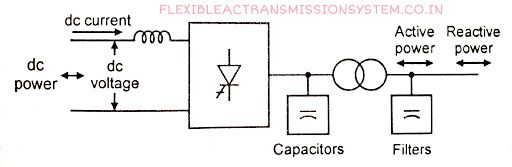 FLEXIBLEACTRANSMISSIONSYSTEM.CO.IN
dc current
dc
power
dc
voltage
Active
power
Reactive
power
Capacitors
Filters